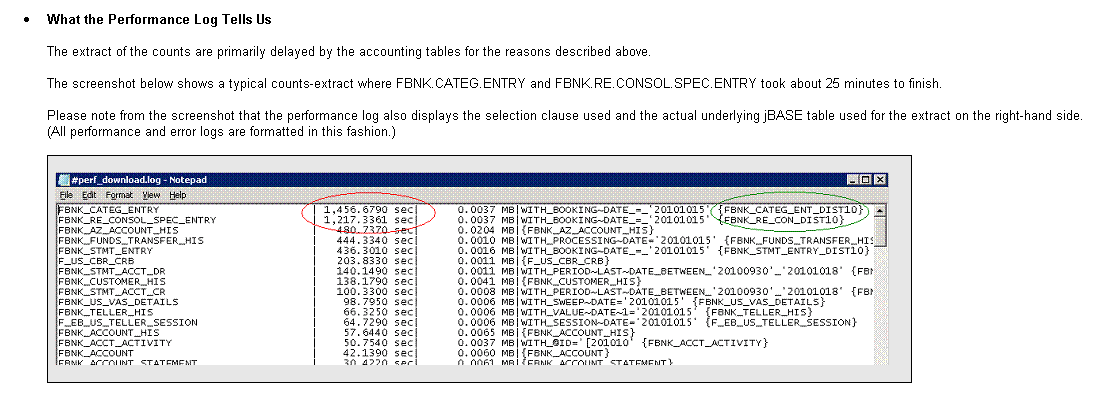 • What the Performance Log Tells Us
The extract of the counts are primarily delayed by the accounting tables for the reasons described above.
The screenshot below shows a typical counts-extract where FBNK.CATEG.ENTRY and FBNK.RE.CONSOL.SPEC.ENTRY took about 25 minutes to finish.
Please note from the screenshot that the performance log also displays the selection clause used and the actual underlying jBASE table used for the extract on the right-hand side.
(All performance and error logs are formatted in this fashion.)
#perf_download.log - Notepad
File Edit Format View Help
FBNK_CATEG_ENTRY | 1,456.6790 sec| 0.0037 MB|WITH_BOOKING~DATE_=_'20101015' {FBNK_CATEG_ENT_DIST10}
FBNK_RE_CONSOL_SPEC_ENTRY | 1,217.3361 sec| 0.0037 MB|WITH_BOOKING~DATE_=_'20101015' {FBNK_RE_CON_DIST10}
FBNK_AZ_ACCOUNT_HIS | 480.7370 sec| 0.0204 MB|{FBNK_AZ_ACCOUNT_HIS}
FBNK_FUNDS_TRANSFER_HIS | 444.3340 sec| 0.0010 MB|WITH_PROCESSING~DATE='20101015' {FBNK_FUNDS_TRANSFER_HIS
FBNK_STMT_ENTRY | 436.3010 sec| 0.0016 MB|WITH_BOOKING~DATE_=_'20101015' {FBNK_STMT_ENTRY_DIST10}
F_US_CBR_CRB | 203.8330 sec| 0.0011 MB|{F_US_CBR_CRB}
FBNK_STMT_ACCT_DR | 140.1490 sec| 0.0011 MB|WITH_PERIOD~LAST~DATE_BETWEEN_'20100930'_'20101018' {FBN
FBNK_CUSTOMER_HIS | 138.1790 sec| 0.0041 MB|{FBNK_CUSTOMER_HIS}
FBNK_STMT_ACCT_CR | 100.3300 sec| 0.0008 MB|WITH_PERIOD~LAST~DATE_BETWEEN_'20100930'_'20101018' {FBN
FBNK_US_VAS_DETAILS | 98.7950 sec| 0.0006 MB|WITH_SWEEP~DATE='20101015' {FBNK_US_VAS_DETAILS}
FBNK_TELLER_HIS | 66.3250 sec| 0.0006 MB|WITH_VALUE~DATE~1='20101015' {FBNK_TELLER_HIS}
F_EB_US_TELLER_SESSION | 64.7290 sec| 0.0006 MB|WITH_SESSION~DATE='20101015' {F_EB_US_TELLER_SESSION}
FBNK_ACCOUNT_HIS | 57.6440 sec| 0.0065 MB|{FBNK_ACCOUNT_HIS}
FBNK_ACCT_ACTIVITY | 50.7540 sec| 0.0037 MB|WITH_@ID='[201010' {FBNK_ACCT_ACTIVITY}
FBNK_ACCOUNT | 42.1390 sec| 0.0060 MB|{FBNK_ACCOUNT}
FBNK_ACCOUNT_STATEMENT | 30.4220 sec| 0.0061 MB|{FBNK_ACCOUNT_STATEMENT}